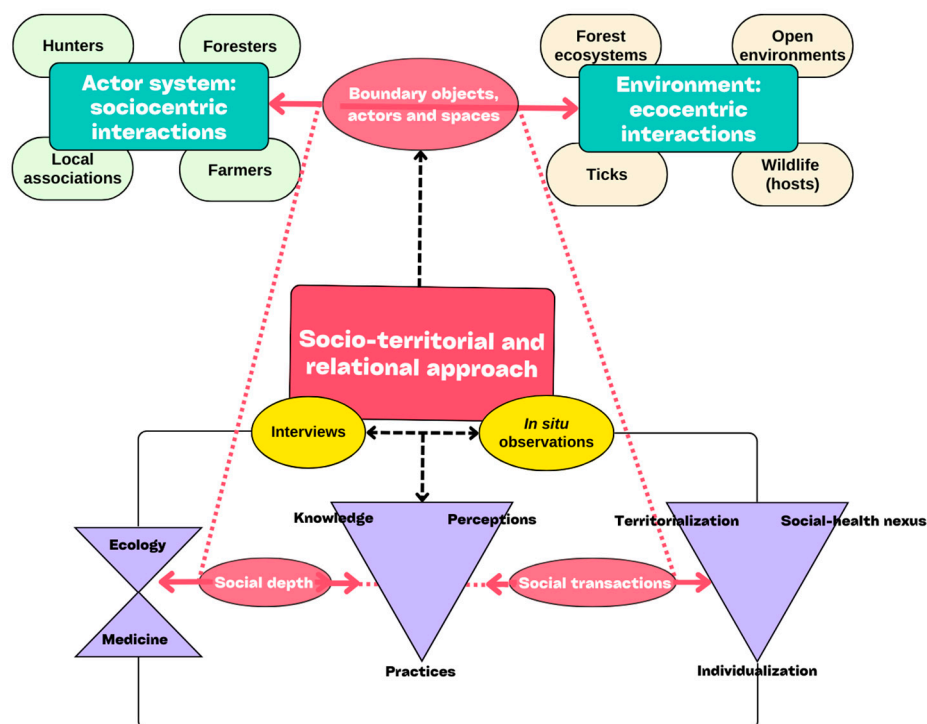 Hunters
Foresters
Actor system:
sociocentric
interactions
Local
associations
Farmers
Boundary objects,
actors and spaces
Forest
ecosystems
Open
environments
Environment:
ecocentric
interactions
Ticks
Wildlife
(hosts)
Socio-territorial and
relational approach
Interviews
In situ
observations
Knowledge
Perceptions
Territorialization
Social-health nexus
Ecology
Social depth
Social transactions
Medicine
Practices
Individualization